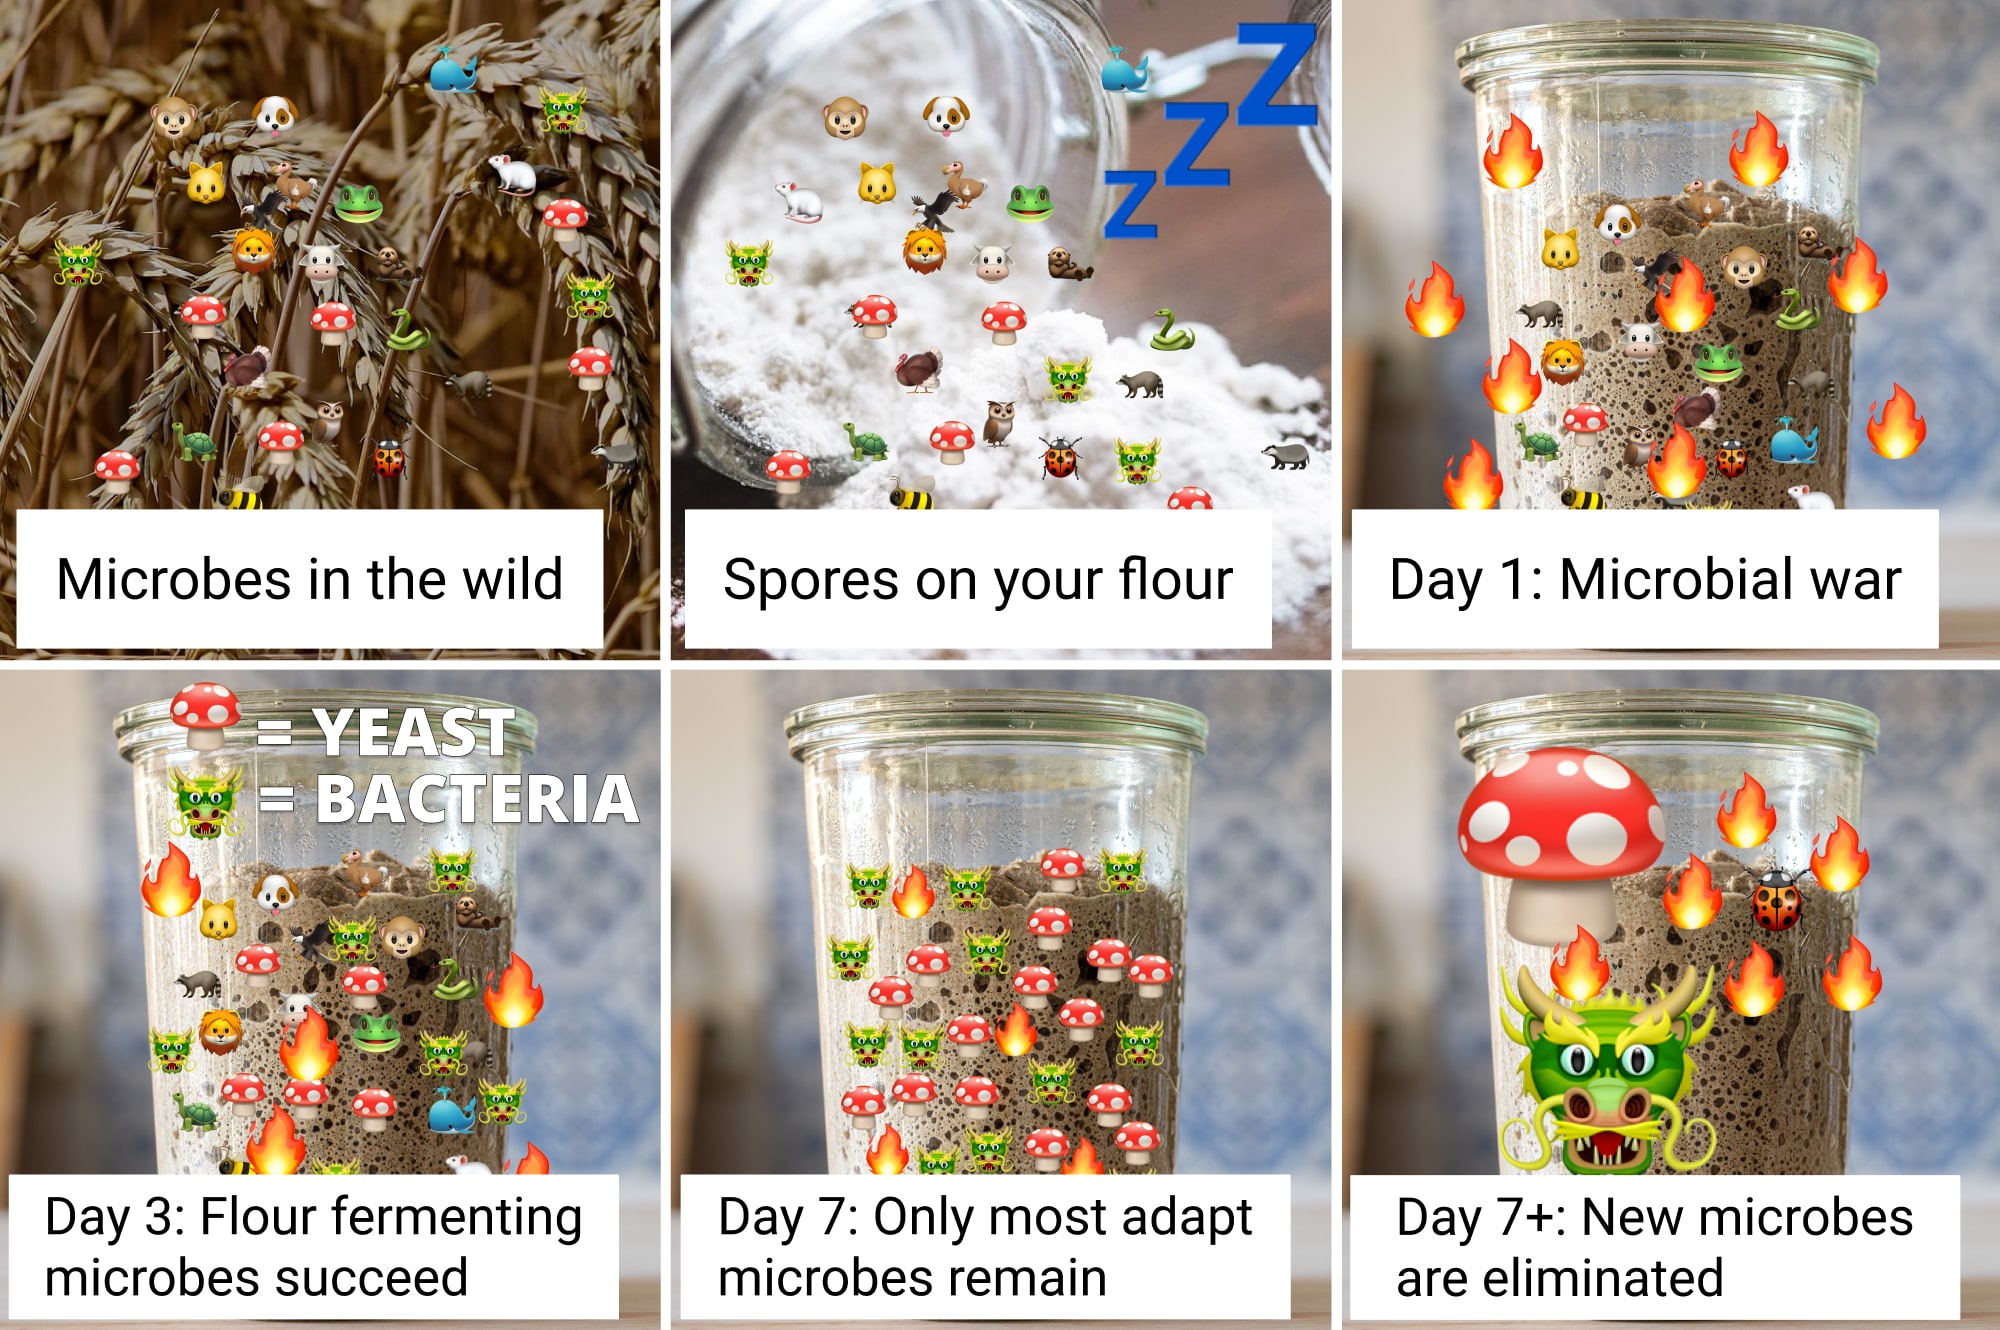 Z
Z
Z
Microbes in the wild
Spores on your flour
Day 1: Microbial war
= YEAST
= BACTERIA
Day 3: Flour fermenting
microbes succeed
Day 7: Only most adapt
microbes remain
Day 7+: New microbes
are eliminated